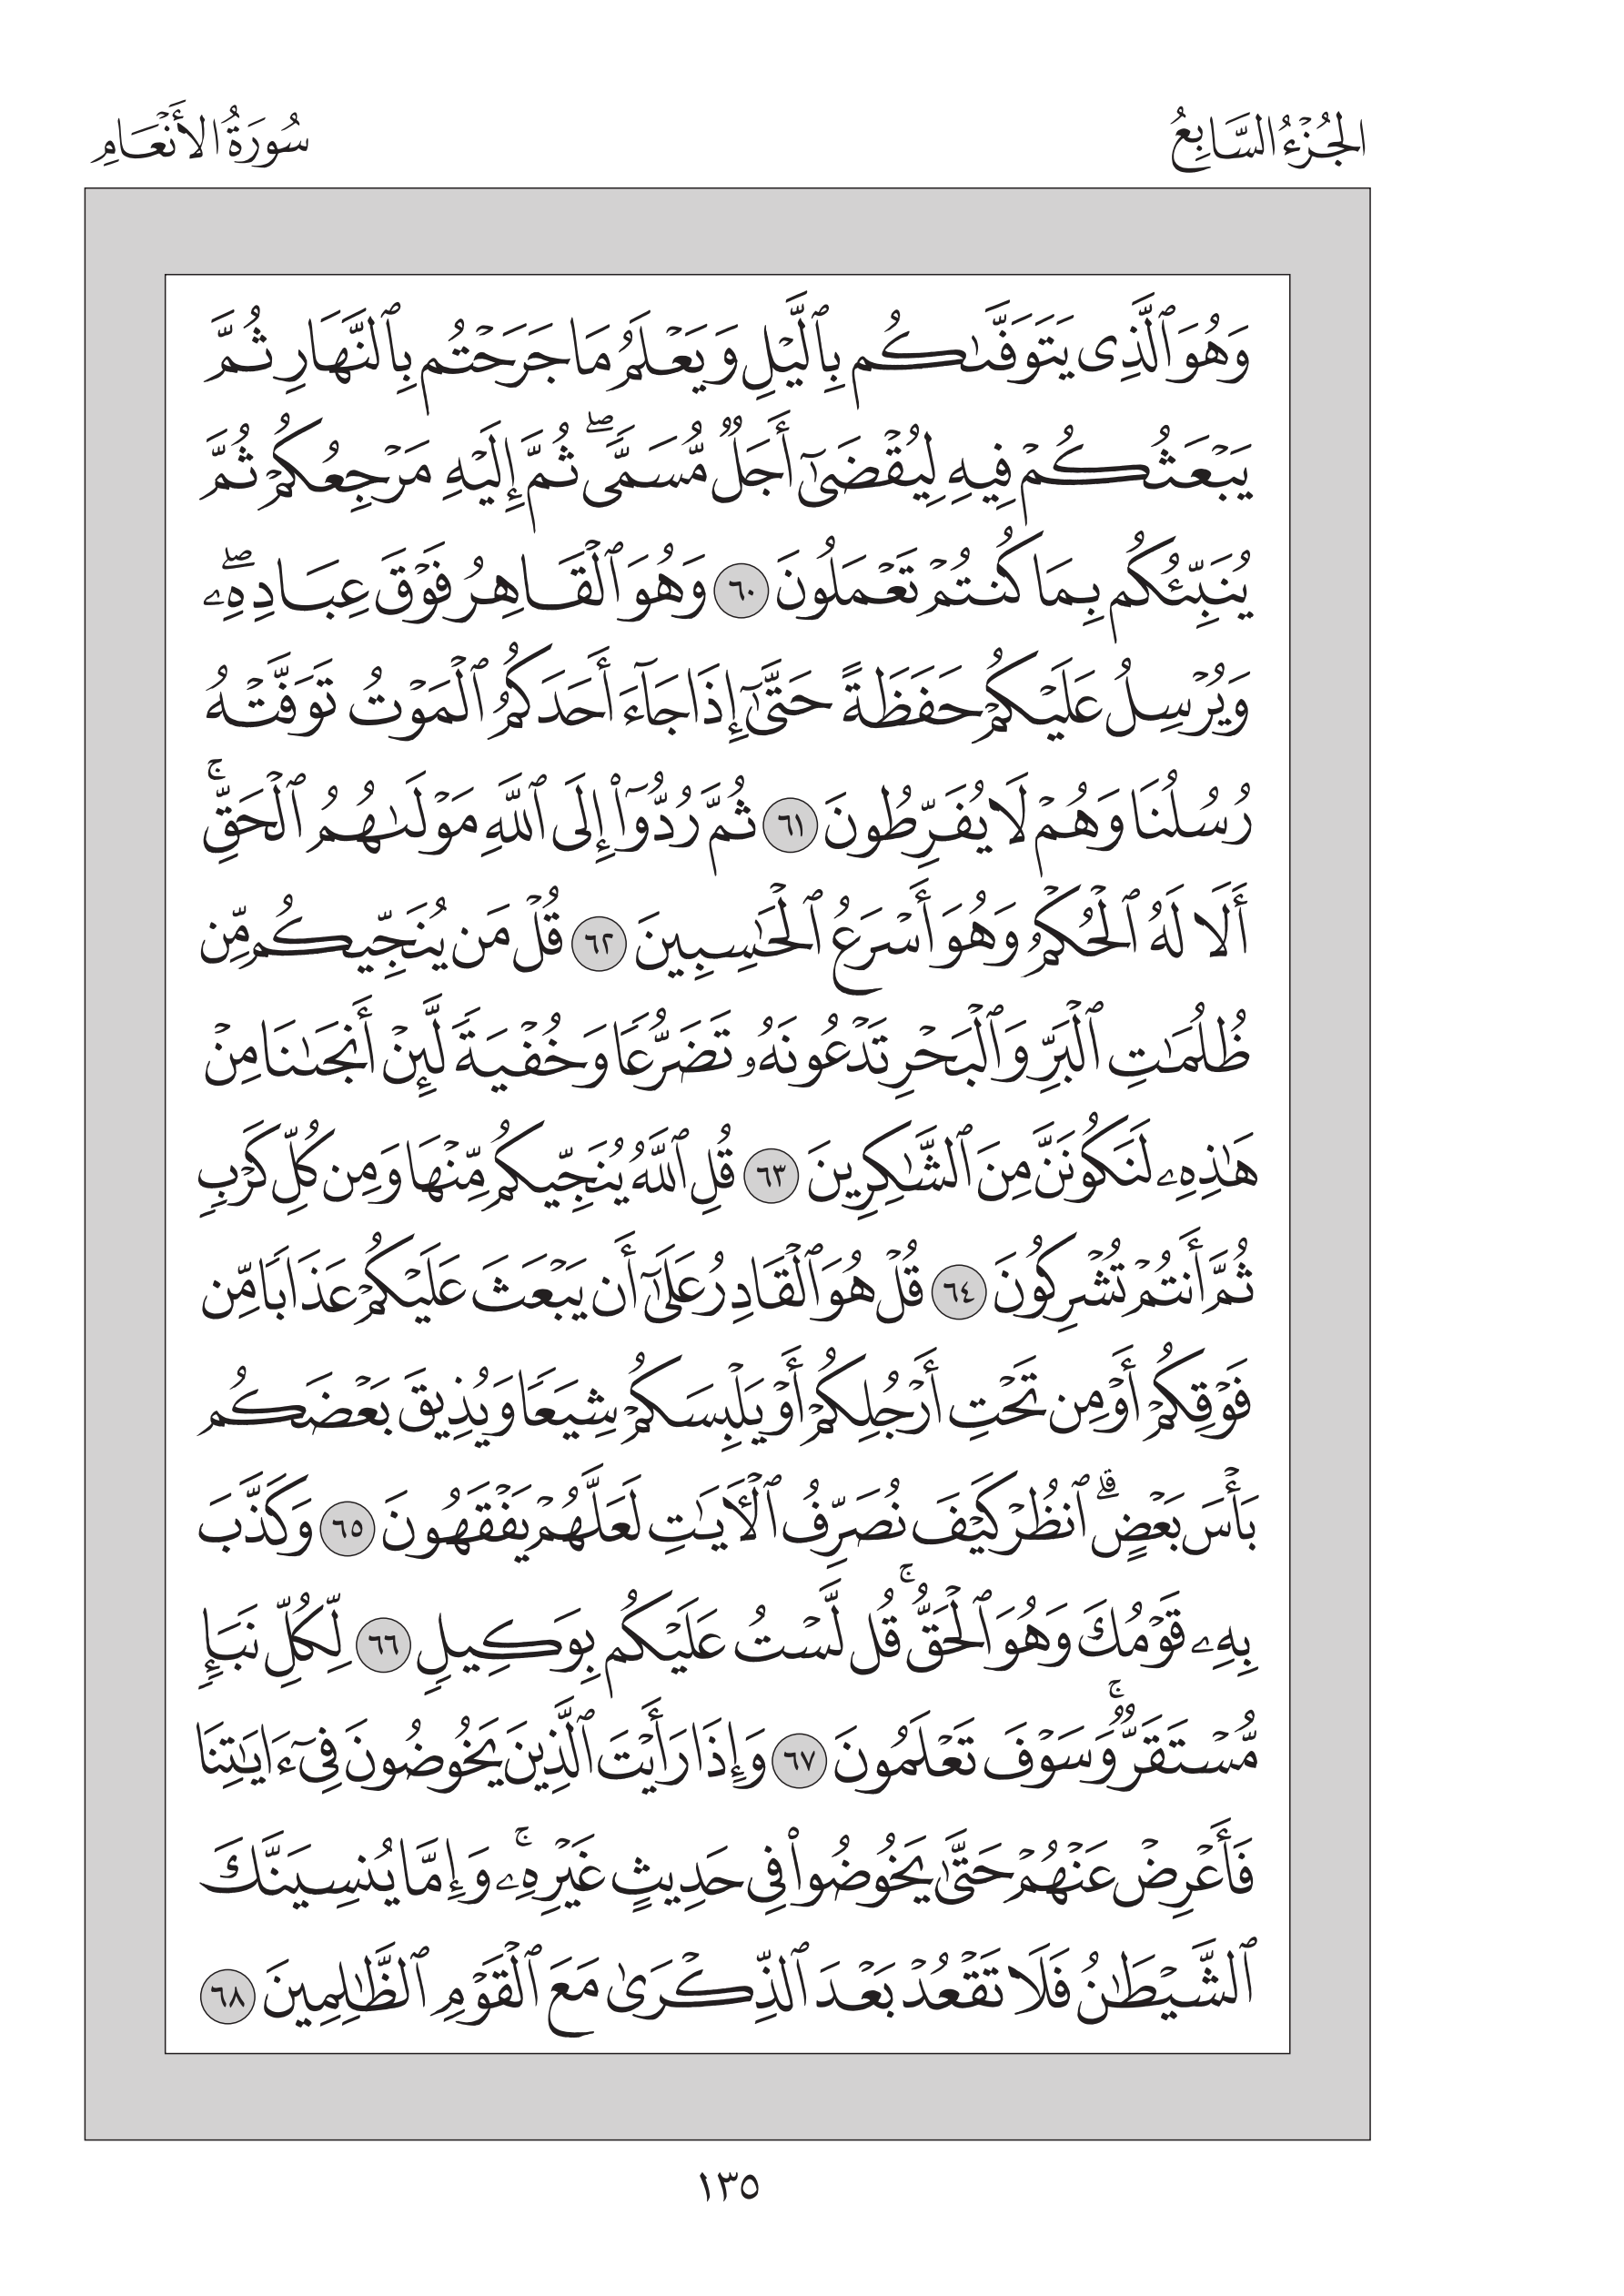 الجُزْءُ السَّابِعُ
سُورَةُ الأَنْعَامِ
وَهُوَ ٱلَّذِى يَتَوَفَّىٰكُم بِٱلَّيْلِ وَيَعْلَمُ مَا جَرَحْتُم بِٱلنَّهَارِ ثُمَّ
يَبْعَثُكُمْ فِيهِ لِيُقْضَىٰٓ أَجَلٌ مُّسَمًّى ۖ ثُمَّ إِلَيْهِ مَرْجِعُكُمْ ثُمَّ
يُنَبِّئُكُم بِمَا كُنتُمْ تَعْمَلُونَ ٦٠ وَهُوَ ٱلْقَاهِرُ فَوْقَ عِبَادِهِۦ ۖ
وَيُرْسِلُ عَلَيْكُمْ حَفَظَةً حَتَّىٰٓ إِذَا جَآءَ أَحَدَكُمُ ٱلْمَوْتُ تَوَفَّتْهُ
رُسُلُنَا وَهُمْ لَا يُفَرِّطُونَ ٦١ ثُمَّ رُدُّوٓا۟ إِلَى ٱللَّهِ مَوْلَىٰهُمُ ٱلْحَقِّ ۚ
أَلَا لَهُ ٱلْحُكْمُ وَهُوَ أَسْرَعُ ٱلْحَٰسِبِينَ ٦٢ قُلْ مَن يُنَجِّيكُم مِّن
ظُلُمَٰتِ ٱلْبَرِّ وَٱلْبَحْرِ تَدْعُونَهُۥ تَضَرُّعًا وَخُفْيَةً لَّئِنْ أَنجَىٰنَا مِنْ
هَٰذِهِۦ لَنَكُونَنَّ مِنَ ٱلشَّٰكِرِينَ ٦٣ قُلِ ٱللَّهُ يُنَجِّيكُم مِّنْهَا وَمِن كُلِّ كَرْبٍ
ثُمَّ أَنتُمْ تُشْرِكُونَ ٦٤ قُلْ هُوَ ٱلْقَادِرُ عَلَىٰٓ أَن يَبْعَثَ عَلَيْكُمْ عَذَابًا مِّن
فَوْقِكُمْ أَوْ مِن تَحْتِ أَرْجُلِكُمْ أَوْ يَلْبِسَكُمْ شِيَعًا وَيُذِيقَ بَعْضَكُم
بَأْسَ بَعْضٍ ۗ ٱنظُرْ كَيْفَ نُصَرِّفُ ٱلْءَايَٰتِ لَعَلَّهُمْ يَفْقَهُونَ ٦٥ وَكَذَّبَ
بِهِۦ قَوْمُكَ وَهُوَ ٱلْحَقُّ ۚ قُل لَّسْتُ عَلَيْكُم بِوَكِيلٍ ٦٦ لِّكُلِّ نَبَإٍ
مُّسْتَقَرٌّ ۚ وَسَوْفَ تَعْلَمُونَ ٦٧ وَإِذَا رَأَيْتَ ٱلَّذِينَ يَخُوضُونَ فِىٓ ءَايَٰتِنَا
فَأَعْرِضْ عَنْهُمْ حَتَّىٰ يَخُوضُوا۟ فِى حَدِيثٍ غَيْرِهِۦ ۚ وَإِمَّا يُنسِيَنَّكَ
ٱلشَّيْطَٰنُ فَلَا تَقْعُدْ بَعْدَ ٱلذِّكْرَىٰ مَعَ ٱلْقَوْمِ ٱلظَّٰلِمِينَ ٦٨
١٣٥